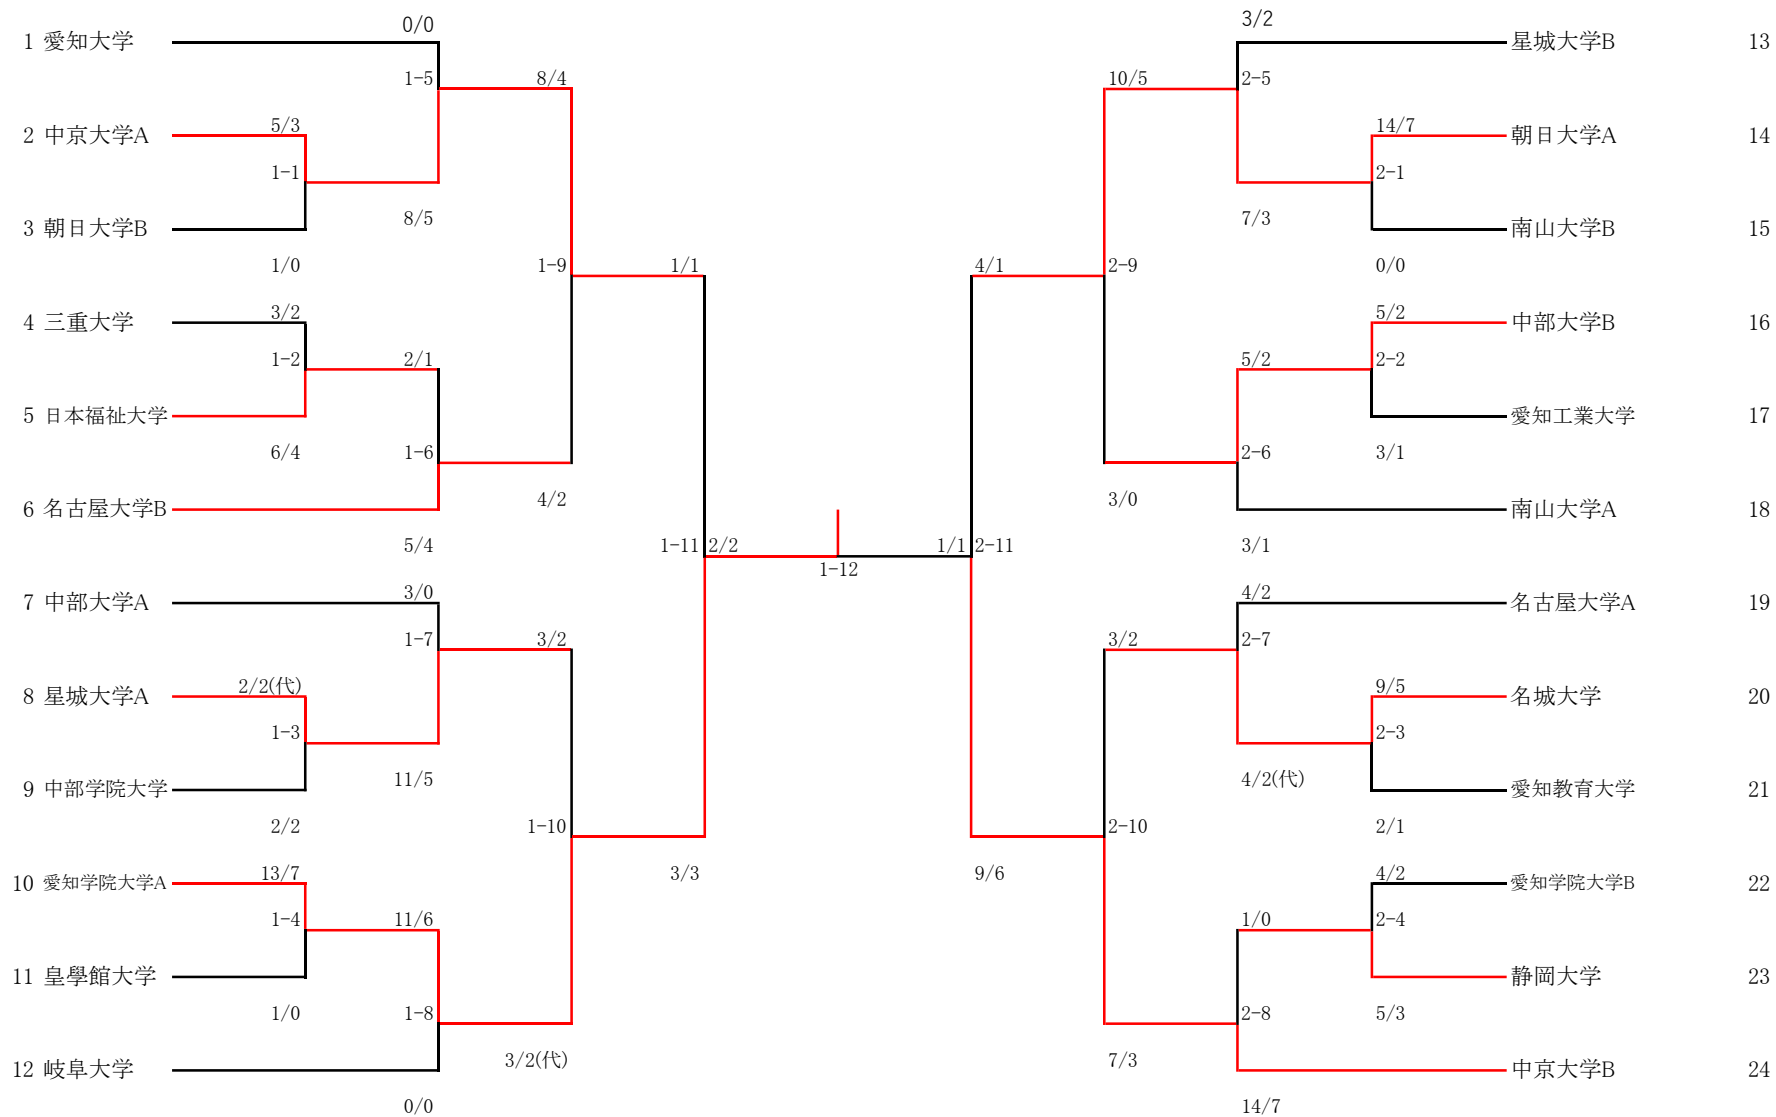 0/0 3/2
1 愛知大学 星城大学B 13
1-5 8/4 10/5 2-5
2 中京大学A 5/3 14/7 朝日大学A 14
1-1 2-1
3 朝日大学B 8/5 7/3 南山大学B 15
1/0 1-9 1/1 4/1 2-9 0/0
4 三重大学 3/2 5/2 中部大学B 16
1-2 2/1 5/2 2-2
5 日本福祉大学 愛知工業大学 17
6/4 1-6 2-6 3/1
6 名古屋大学B 4/2 3/0 南山大学A 18
5/4 1-11 2/2 1/1 2-11 3/1
1-12
7 中部大学A 3/0 4/2 名古屋大学A 19
1-7 3/2 3/2 2-7
8 星城大学A 2/2(代) 9/5 名城大学 20
1-3 2-3
9 中部学院大学 11/5 4/2(代) 愛知教育大学 21
2/2 1-10 2-10 2/1
10 愛知学院大学A 13/7 3/3 9/6 4/2 愛知学院大学B 22
1-4 11/6 1/0 2-4
11 皇學館大学 静岡大学 23
1/0 1-8 2-8 5/3
12 岐阜大学 3/2(代) 7/3 中京大学B 24
0/0 14/7